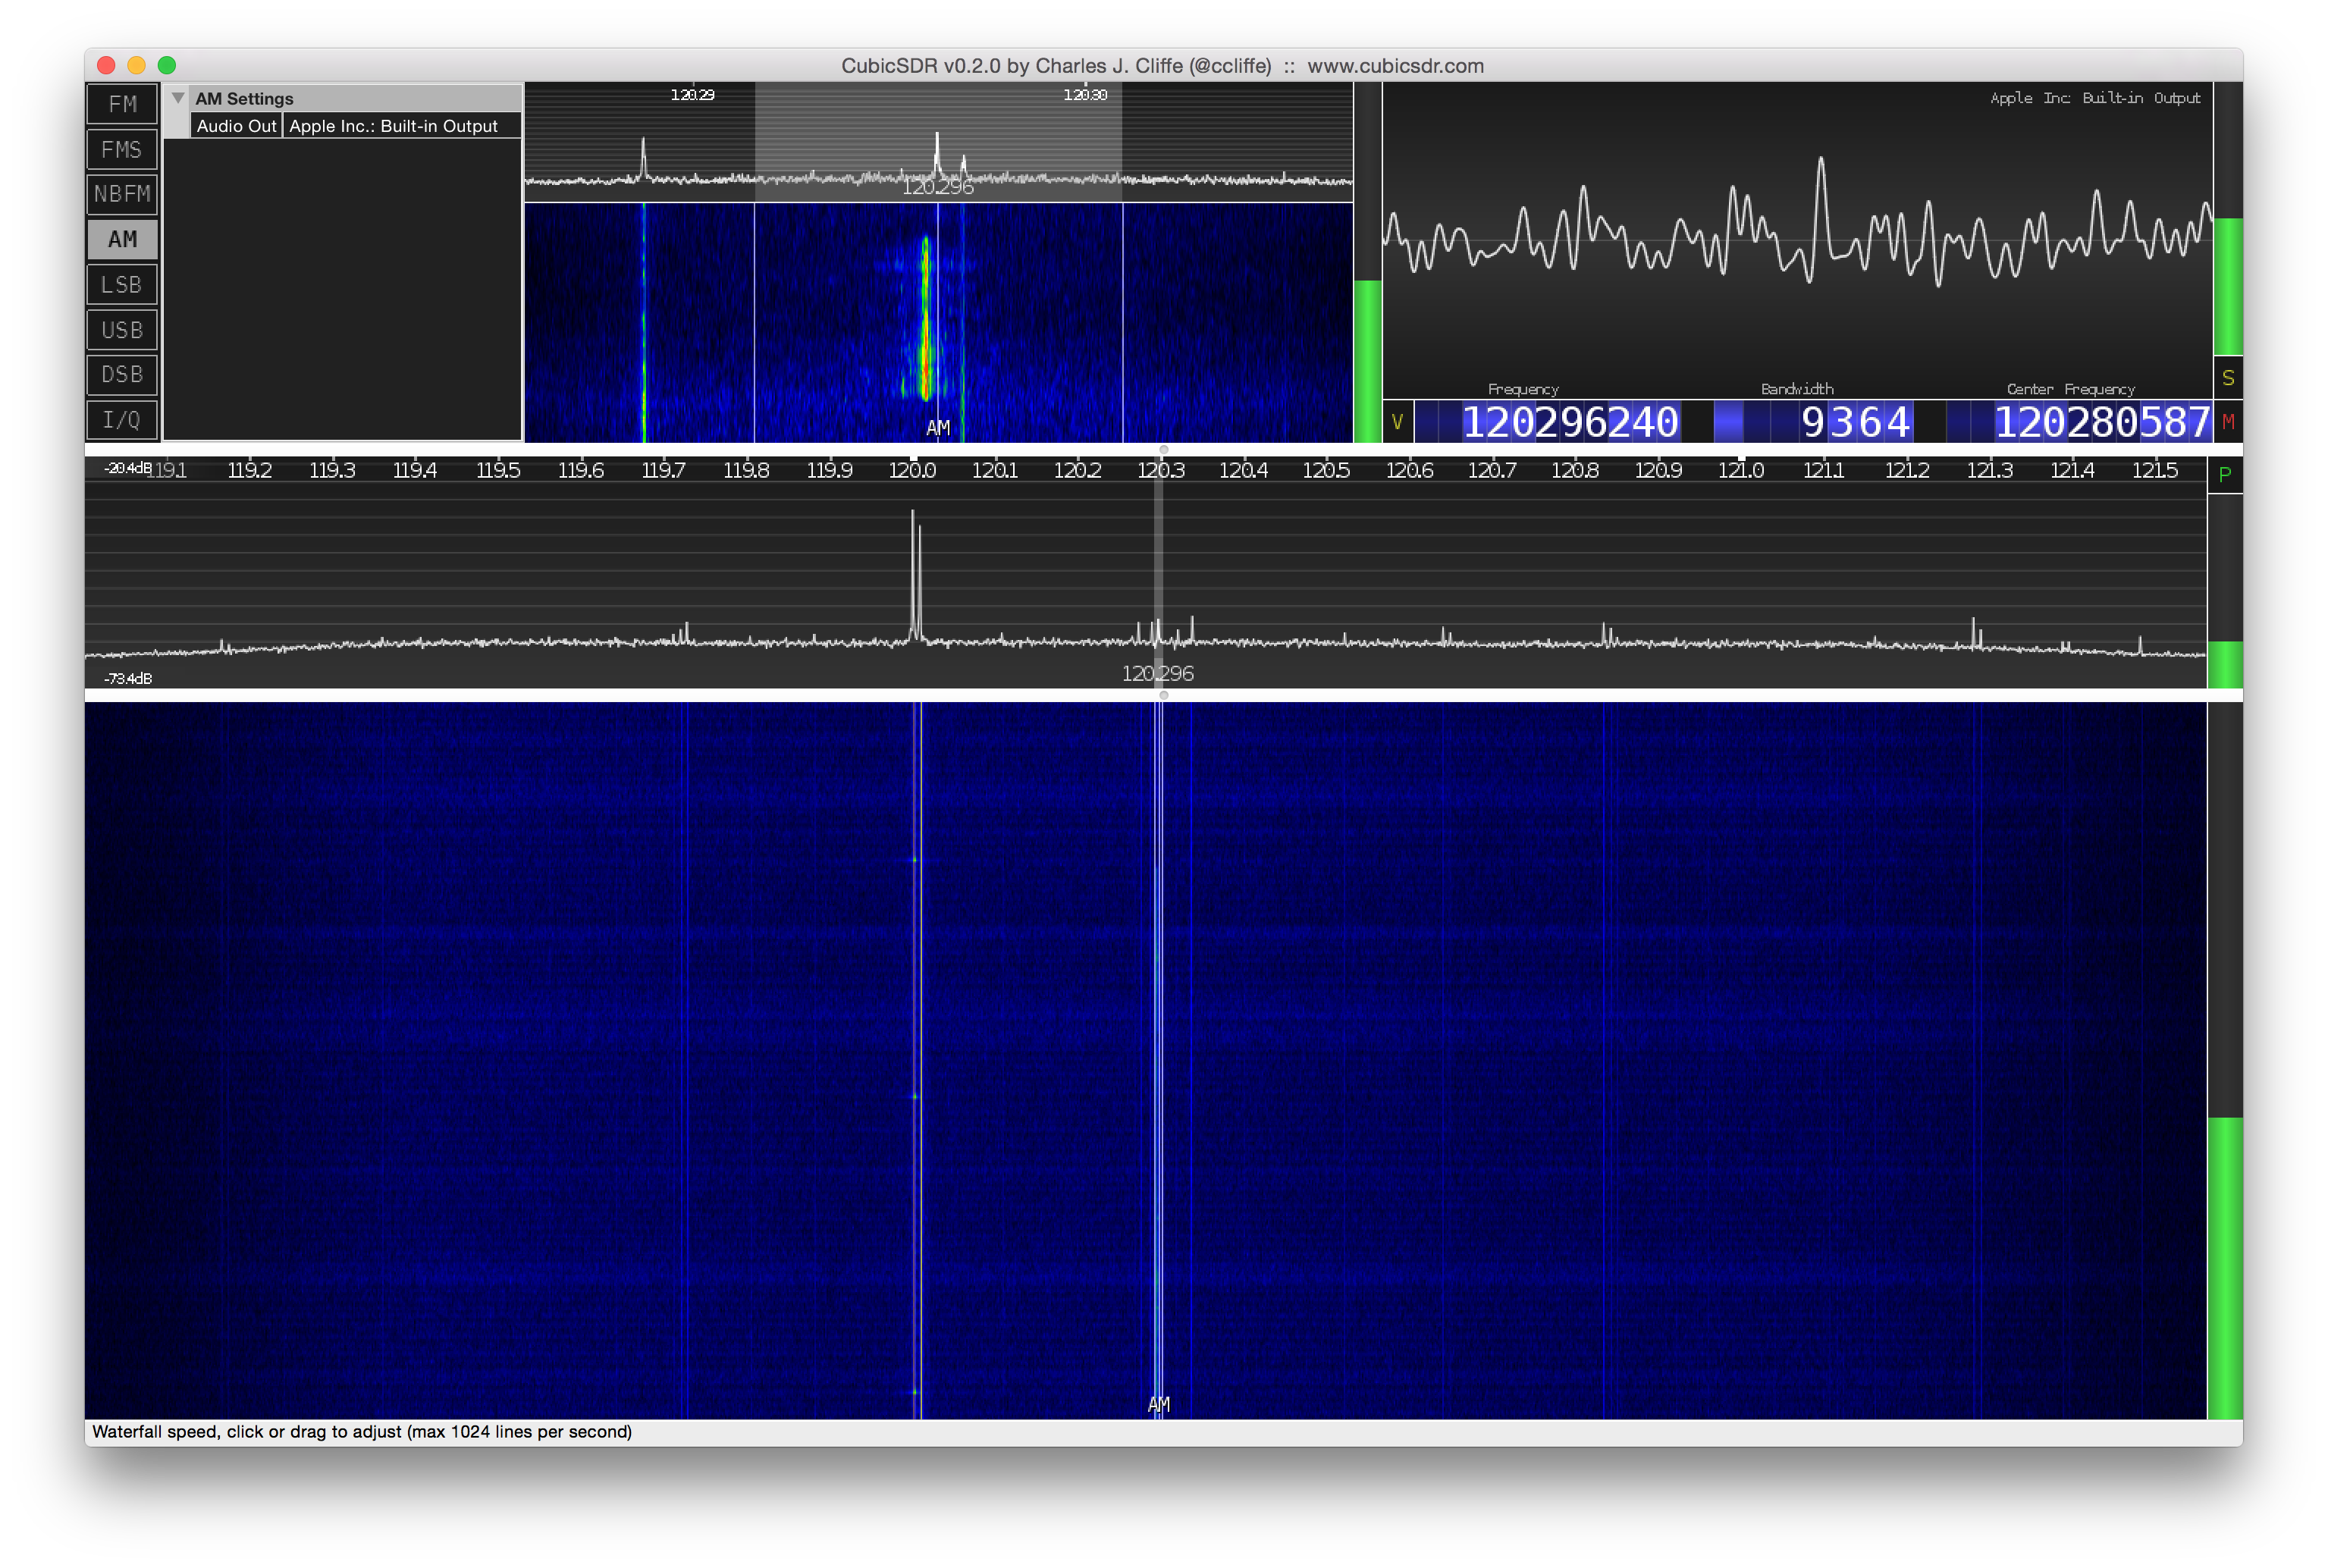 CubicSDR v0.2.0 by Charles J. Cliffe (@ccliffe) :: www.cubicsdr.com
FM
FMS
NBFM
AM
LSB
USB
DSB
I/Q
AM Settings
Audio Out Apple Inc.: Built-in Output
120.29 120.30
120.296
AM
Apple Inc: Built-in Output
Frequency Bandwidth Center Frequency
V 120296240 9364 120280587
S
M
-20.4dB 119.1 119.2 119.3 119.4 119.5 119.6 119.7 119.8 119.9 120.0 120.1 120.2 120.3 120.4 120.5 120.6 120.7 120.8 120.9 121.0 121.1 121.2 121.3 121.4 121.5
P
120.296
-73.4dB
AM
Waterfall speed, click or drag to adjust (max 1024 lines per second)